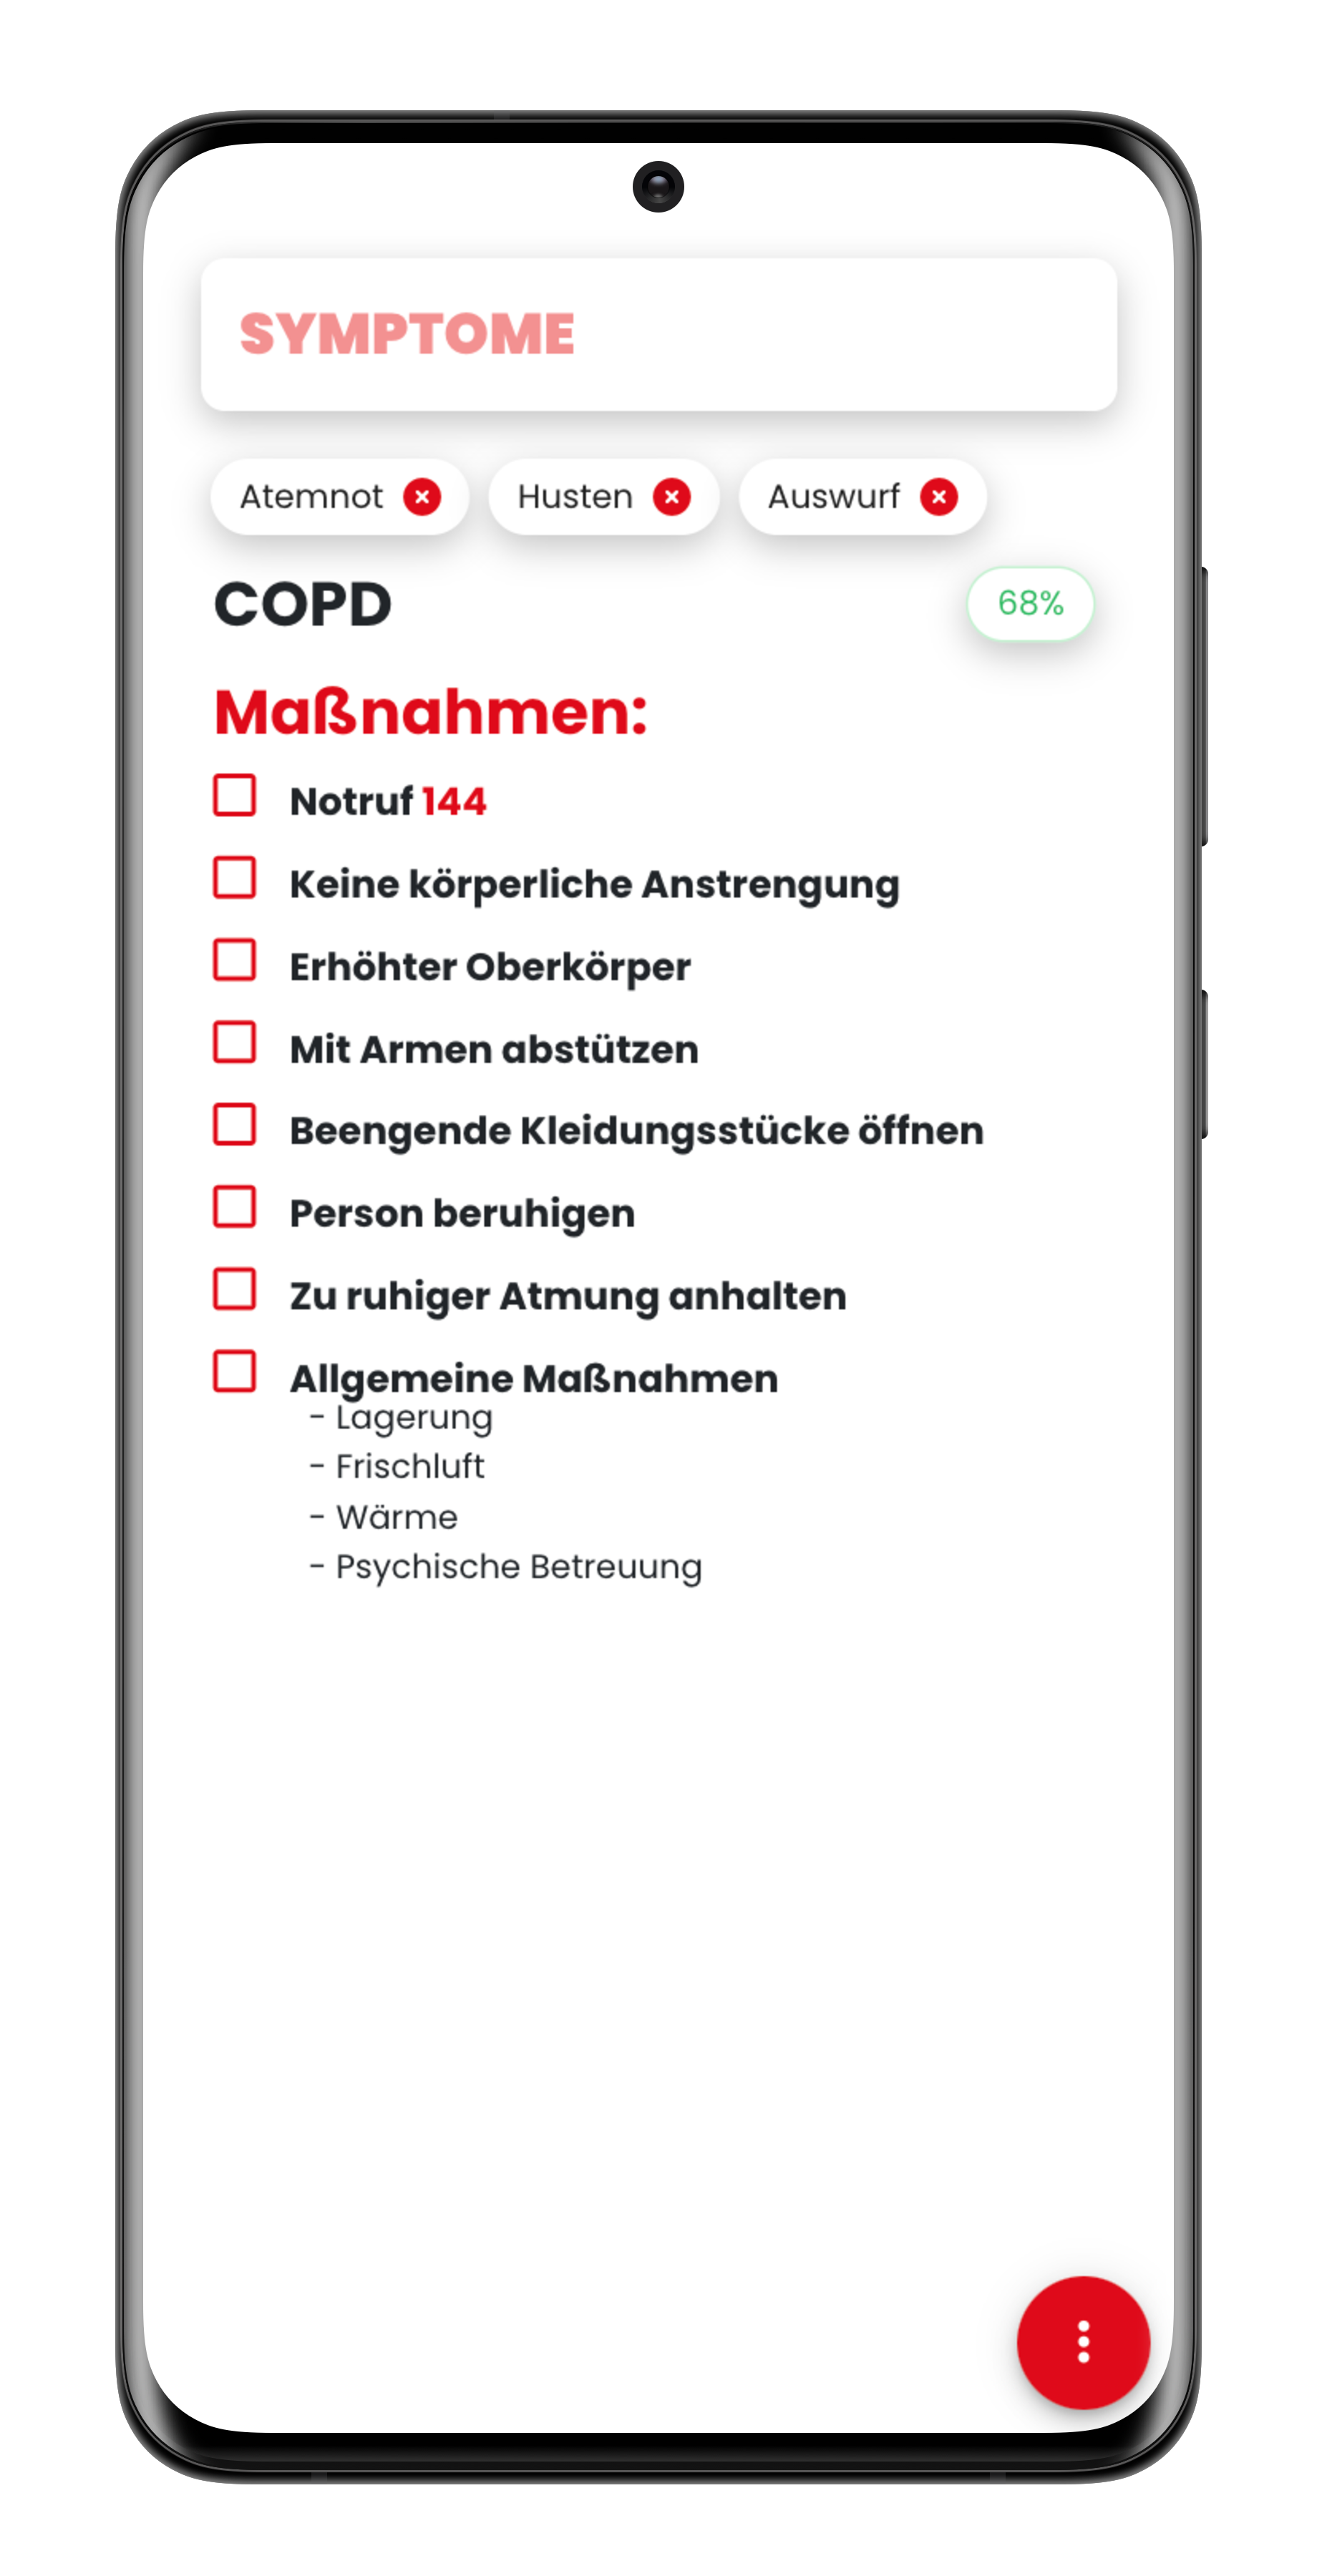 SYMPTOME
Atemnot Husten Auswurf
COPD 68%
Maßnahmen:
Notruf 144
Keine körperliche Anstrengung
Erhöhter Oberkörper
Mit Armen abstützen
Beengende Kleidungsstücke öffnen
Person beruhigen
Zu ruhiger Atmung anhalten
Allgemeine Maßnahmen
- Lagerung
- Frischluft
- Wärme
- Psychische Betreuung